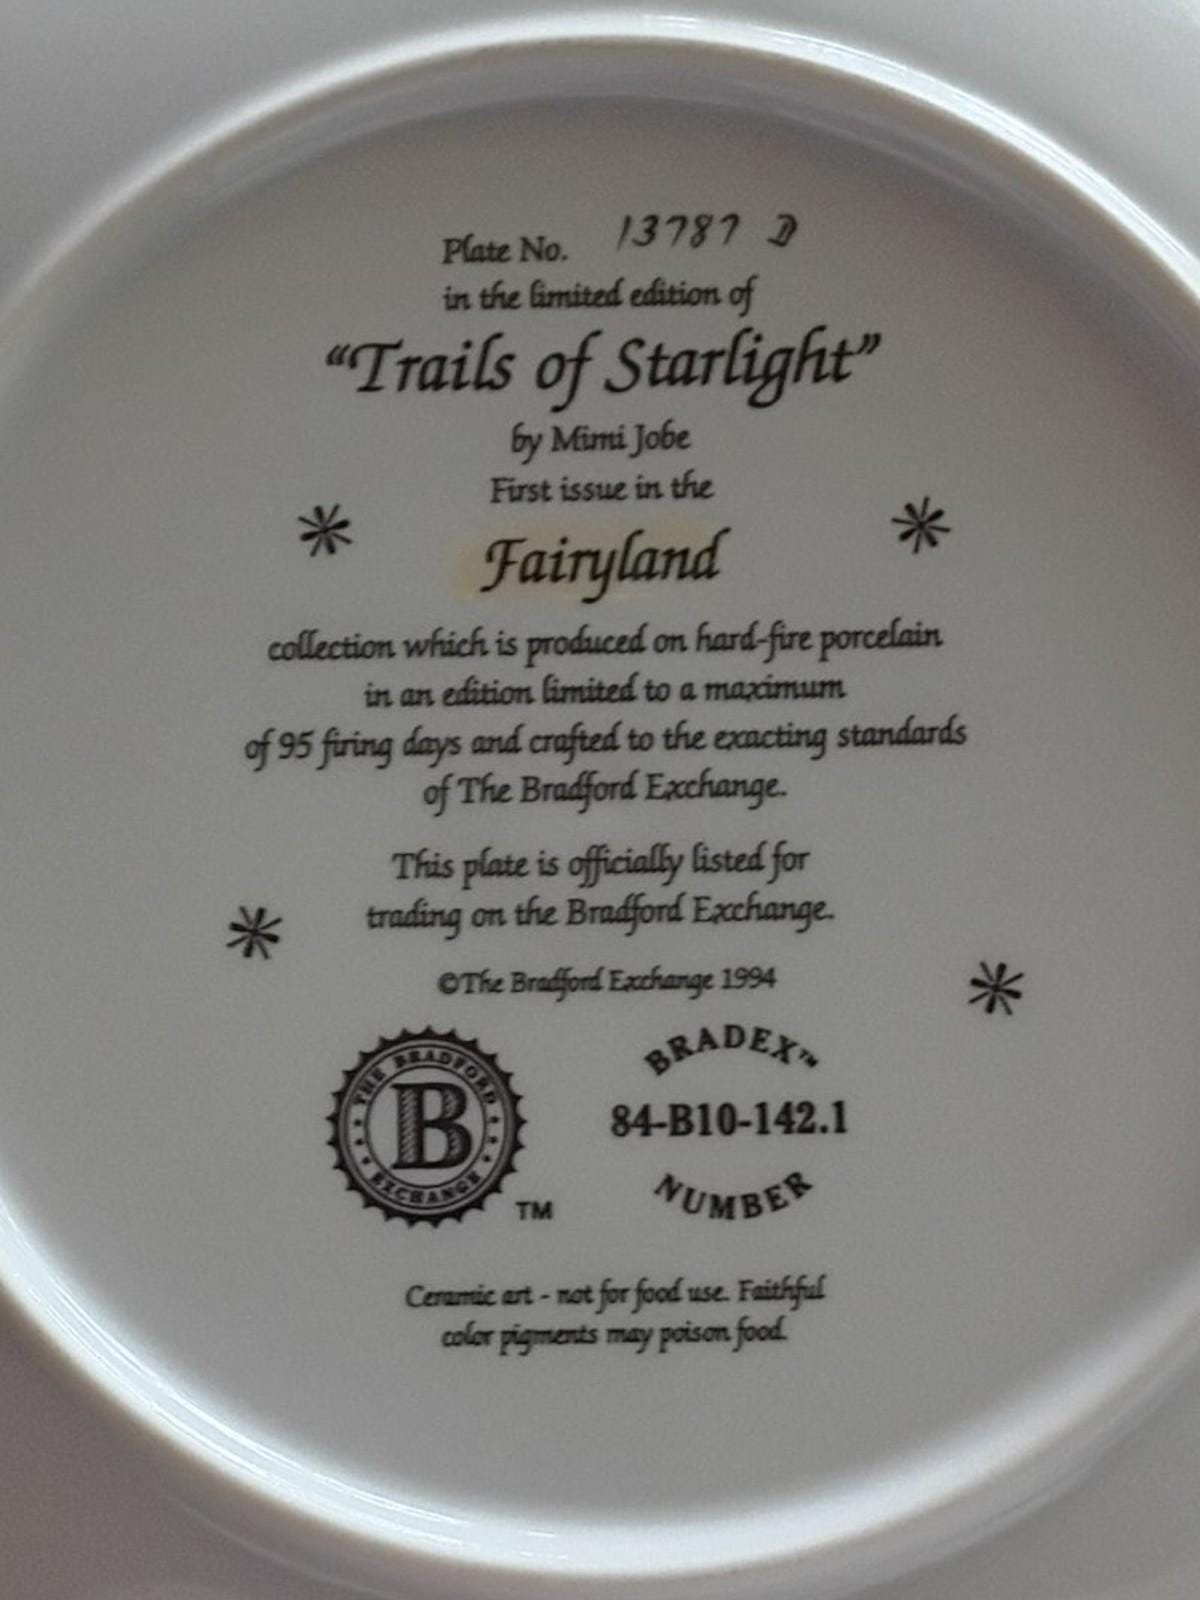 Plate No. 13787 D
in the limited edition of
“Trails of Starlight”
by Mimi Jobe
First issue in the
Fairyland
collection which is produced on hard-fire porcelain
in an edition limited to a maximum
of 95 firing days and crafted to the exacting standards
of The Bradford Exchange.
This plate is officially listed for
trading on the Bradford Exchange.
©The Bradford Exchange 1994
THE BRADFORD
B
EXCHANGE
TM
BRADEX™
84-B10-142.1
NUMBER
Ceramic art - not for food use. Faithful
color pigments may poison food.